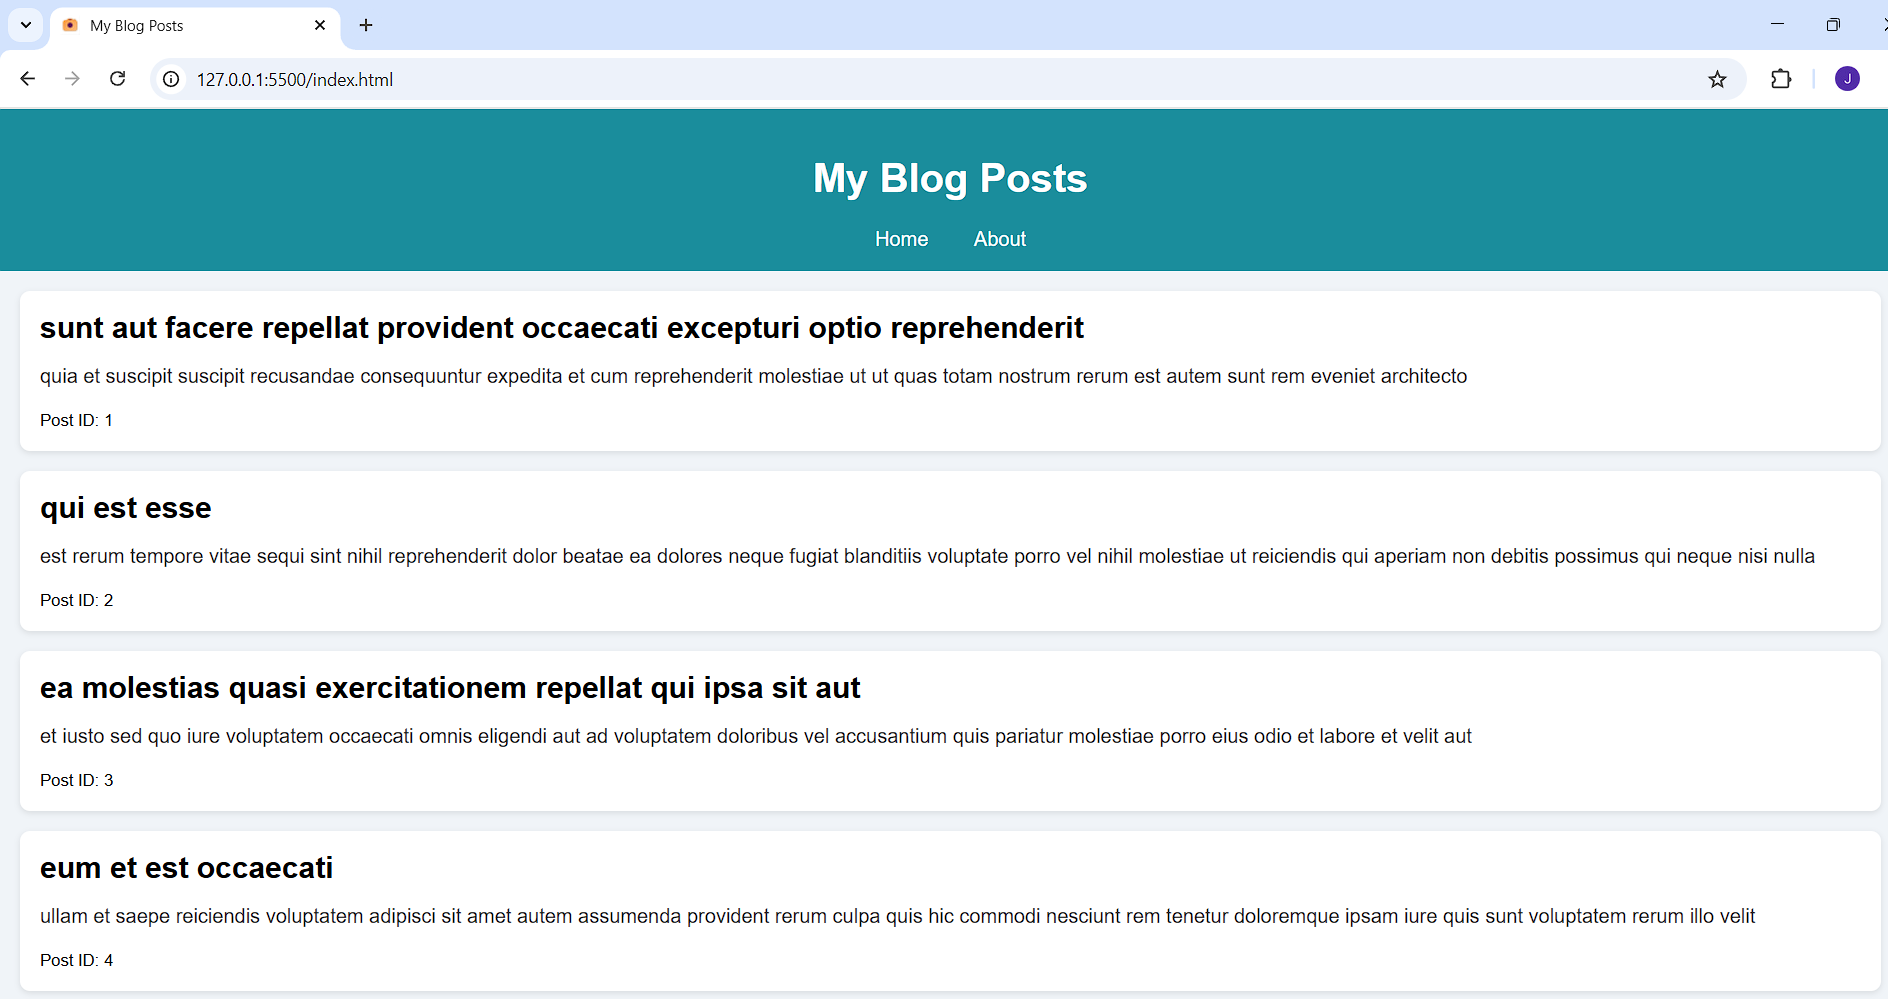 My Blog Posts
127.0.0.1:5500/index.html
J
My Blog Posts
Home About
sunt aut facere repellat provident occaecati excepturi optio reprehenderit
quia et suscipit suscipit recusandae consequuntur expedita et cum reprehenderit molestiae ut ut quas totam nostrum rerum est autem sunt rem eveniet architecto
Post ID: 1
qui est esse
est rerum tempore vitae sequi sint nihil reprehenderit dolor beatae ea dolores neque fugiat blanditiis voluptate porro vel nihil molestiae ut reiciendis qui aperiam non debitis possimus qui neque nisi nulla
Post ID: 2
ea molestias quasi exercitationem repellat qui ipsa sit aut
et iusto sed quo iure voluptatem occaecati omnis eligendi aut ad voluptatem doloribus vel accusantium quis pariatur molestiae porro eius odio et labore et velit aut
Post ID: 3
eum et est occaecati
ullam et saepe reiciendis voluptatem adipisci sit amet autem assumenda provident rerum culpa quis hic commodi nesciunt rem tenetur doloremque ipsam iure quis sunt voluptatem rerum illo velit
Post ID: 4